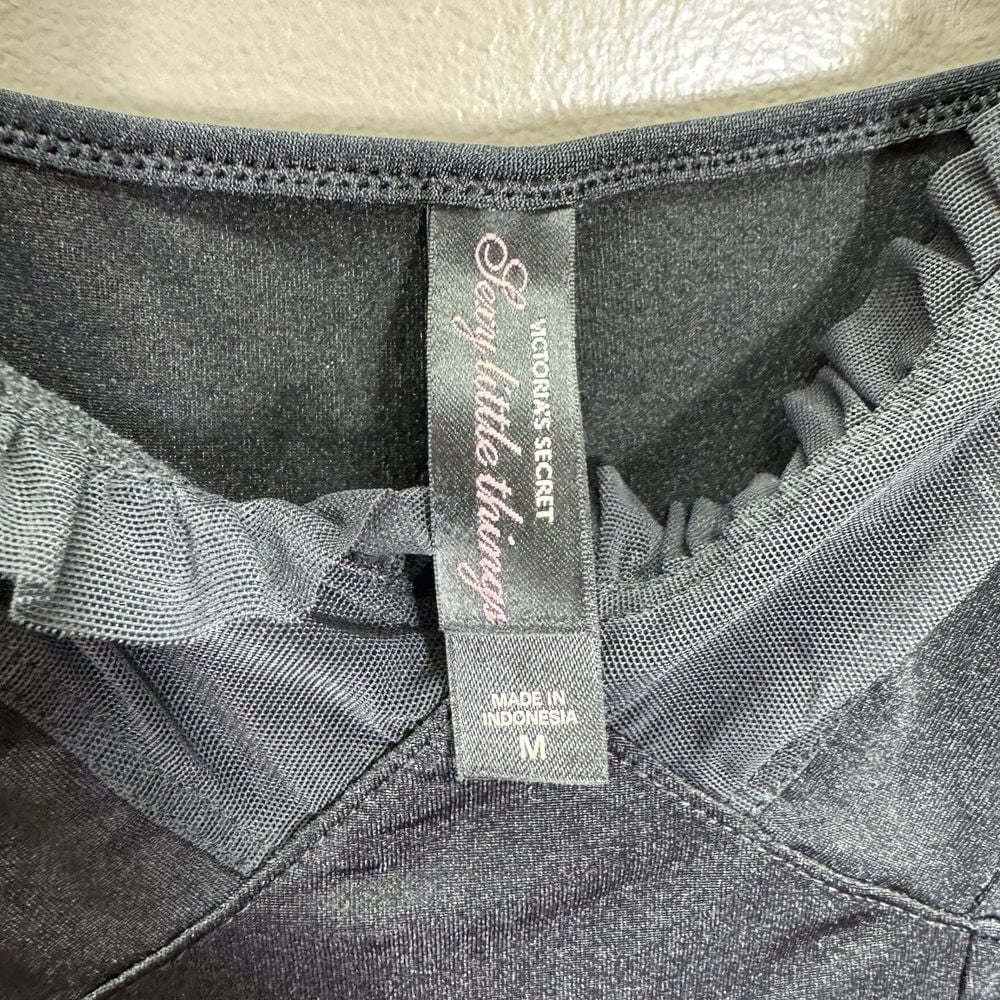 VICTORIA'S SECRET
Sexy little things
MADE IN
INDONESIA
M